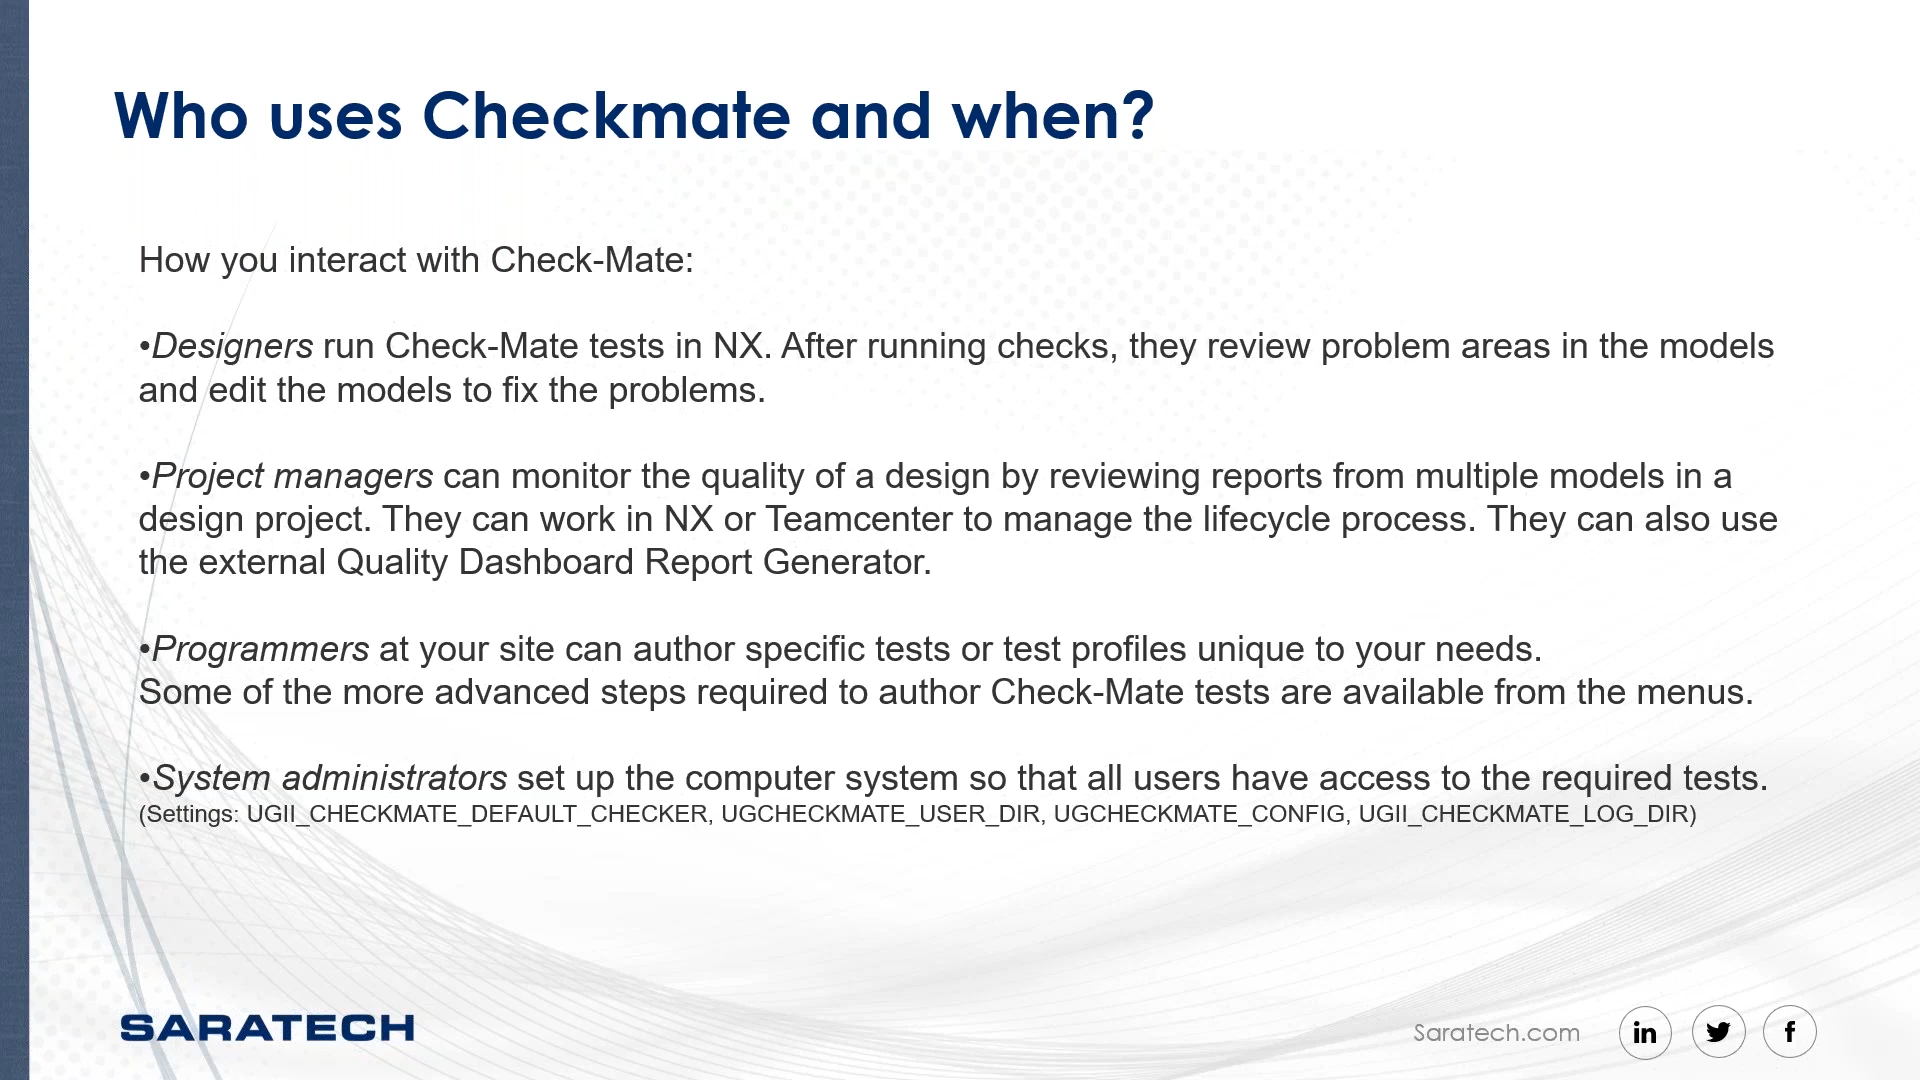 Who uses Checkmate and when?
How you interact with Check-Mate:
•Designers run Check-Mate tests in NX. After running checks, they review problem areas in the models
and edit the models to fix the problems.
•Project managers can monitor the quality of a design by reviewing reports from multiple models in a
design project. They can work in NX or Teamcenter to manage the lifecycle process. They can also use
the external Quality Dashboard Report Generator.
•Programmers at your site can author specific tests or test profiles unique to your needs.
Some of the more advanced steps required to author Check-Mate tests are available from the menus.
•System administrators set up the computer system so that all users have access to the required tests.
(Settings: UGII_CHECKMATE_DEFAULT_CHECKER, UGCHECKMATE_USER_DIR, UGCHECKMATE_CONFIG, UGII_CHECKMATE_LOG_DIR)
SARATECH
Saratech.com
in
f